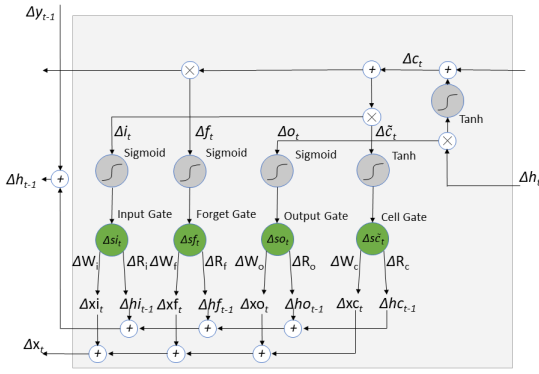 Δy_{t-1}
× + Δc_t +
Tanh
× ×
Δi_t Δf_t Δo_t Δc̃_t
Sigmoid Sigmoid Sigmoid Tanh
Δh_{t-1} + Δh_t
Input Gate Forget Gate Output Gate Cell Gate
Δsi_t Δsf_t Δso_t Δsc̃_t
ΔW_i ΔR_i ΔW_f ΔR_f ΔW_o ΔR_o ΔW_c ΔR_c
Δxi_t Δhi_{t-1} Δxf_t Δhf_{t-1} Δxo_t Δho_{t-1} Δxc_t Δhc_{t-1}
+ + +
Δx_t + + +